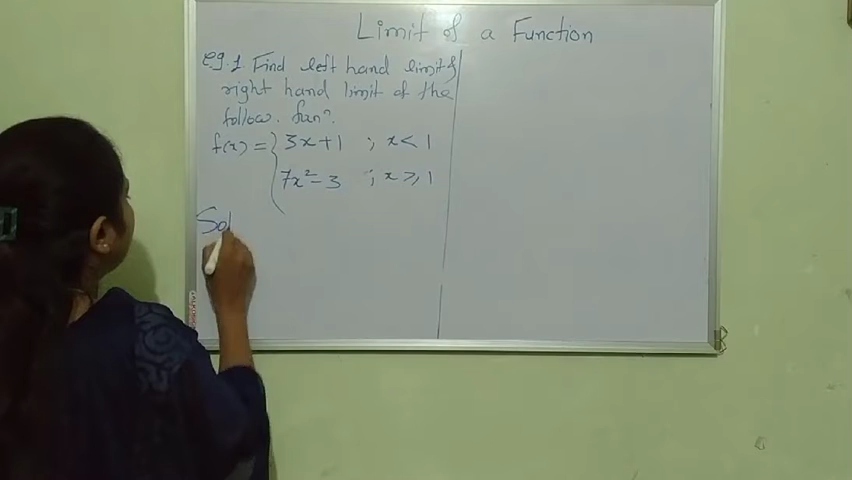 Limit of a Function
eg.1. Find left hand limit &
right hand limit of the
follow. fun?.
f(x) = { 3x+1 ; x < 1
7x²-3 ; x ⩾ 1
Sol